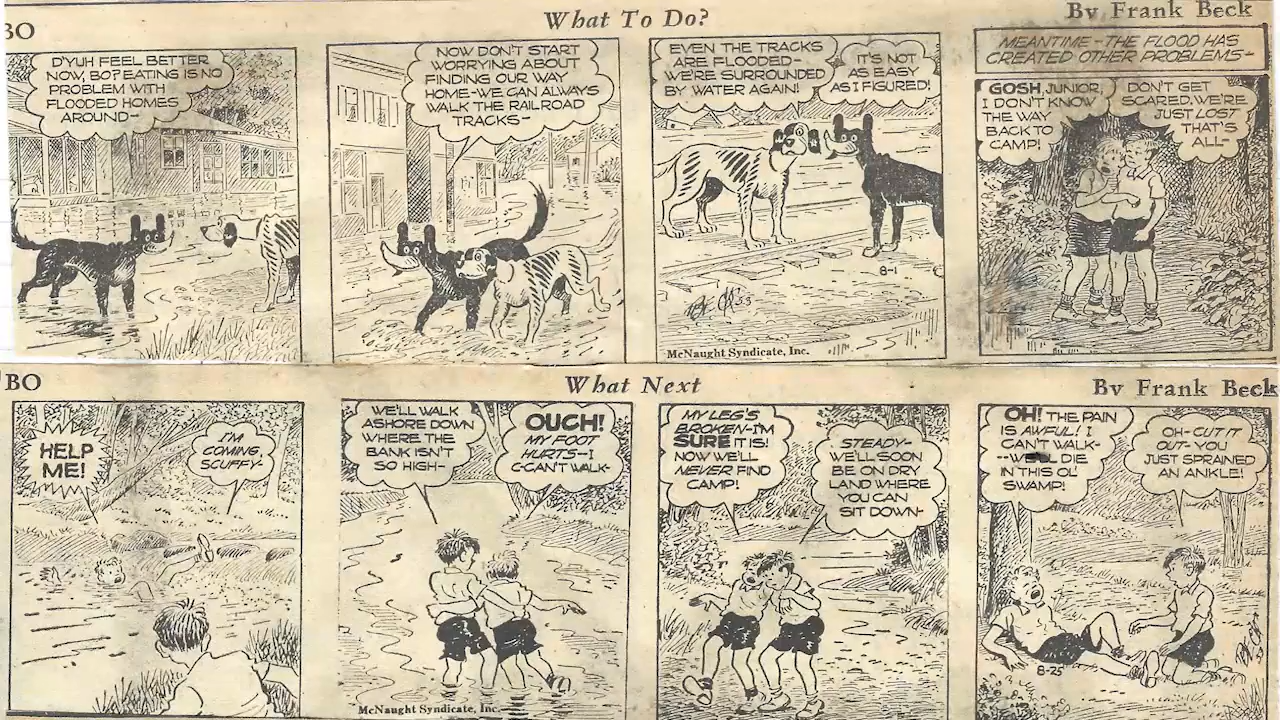 BO
What To Do?
By Frank Beck
D'YUH FEEL BETTER
NOW, BO? EATING IS NO
PROBLEM WITH
FLOODED HOMES
AROUND-
NOW DON'T START
WORRYING ABOUT
FINDING OUR WAY
HOME-WE CAN ALWAYS
WALK THE RAILROAD
TRACKS-
EVEN THE TRACKS
ARE FLOODED-
WE'RE SURROUNDED
BY WATER AGAIN!
IT'S NOT
AS EASY
AS I FIGURED!
8-1
McNaught Syndicate, Inc.
MEANTIME-THE FLOOD HAS
CREATED OTHER PROBLEMS-
GOSH, JUNIOR,
I DON'T KNOW
THE WAY
BACK TO
CAMP!
DON'T GET
SCARED, WE'RE
JUST LOST
THAT'S
ALL-
BO
What Next
By Frank Beck
HELP
ME!
I'M
COMING,
SCUFFY-
WE'LL WALK
ASHORE DOWN
WHERE THE
BANK ISN'T
SO HIGH-
OUCH!
MY FOOT
HURTS-I
C-CAN'T WALK-
McNaught Syndicate, Inc.
MY LEG'S
BROKEN-I'M
SURE IT IS!
NOW WE'LL
NEVER FIND
CAMP!
STEADY-
WE'LL SOON
BE ON DRY
LAND WHERE
YOU CAN
SIT DOWN-
OH! THE PAIN
IS AWFUL! I
CAN'T WALK-
--WE'LL DIE
IN THIS OL'
SWAMP!
OH-CUT IT
OUT-YOU
JUST SPRAINED
AN ANKLE!
8-25